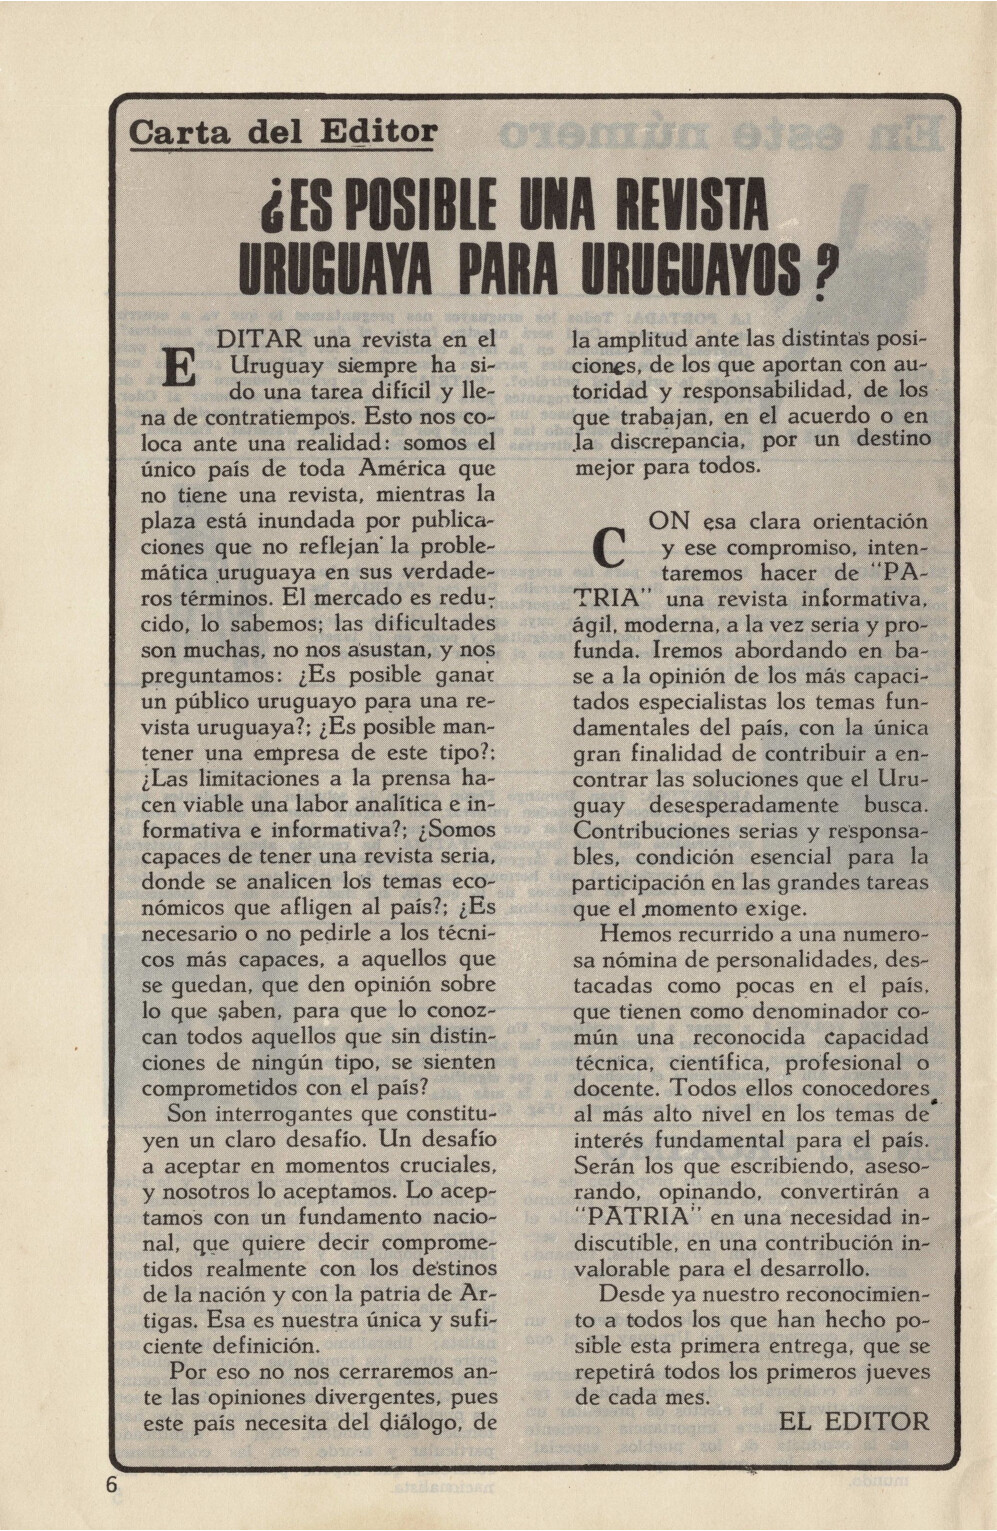 Carta del Editor
¿ES POSIBLE UNA REVISTA
URUGUAYA PARA URUGUAYOS?
EDITAR una revista en el
Uruguay siempre ha si-
do una tarea difícil y lle-
na de contratiempos. Esto nos co-
loca ante una realidad: somos el
único país de toda América que
no tiene una revista, mientras la
plaza está inundada por publica-
ciones que no reflejan la proble-
mática uruguaya en sus verdade-
ros términos. El mercado es redu-
cido, lo sabemos; las dificultades
son muchas, no nos asustan, y nos
preguntamos: ¿Es posible ganar
un público uruguayo para una re-
vista uruguaya?; ¿Es posible man-
tener una empresa de este tipo?;
¿Las limitaciones a la prensa ha-
cen viable una labor analítica e in-
formativa e informativa?; ¿Somos
capaces de tener una revista seria,
donde se analicen los temas eco-
nómicos que afligen al país?; ¿Es
necesario o no pedirle a los técni-
cos más capaces, a aquellos que
se quedan, que den opinión sobre
lo que saben, para que lo conoz-
can todos aquellos que sin distin-
ciones de ningún tipo, se sienten
comprometidos con el país?
Son interrogantes que constitu-
yen un claro desafío. Un desafío
a aceptar en momentos cruciales,
y nosotros lo aceptamos. Lo acep-
tamos con un fundamento nacio-
nal, que quiere decir comprome-
tidos realmente con los destinos
de la nación y con la patria de Ar-
tigas. Esa es nuestra única y sufi-
ciente definición.
Por eso no nos cerraremos an-
te las opiniones divergentes, pues
este país necesita del diálogo, de
la amplitud ante las distintas posi-
ciones, de los que aportan con au-
toridad y responsabilidad, de los
que trabajan, en el acuerdo o en
la discrepancia, por un destino
mejor para todos.
CON esa clara orientación
y ese compromiso, inten-
taremos hacer de "PA-
TRIA" una revista informativa,
ágil, moderna, a la vez seria y pro-
funda. Iremos abordando en ba-
se a la opinión de los más capaci-
tados especialistas los temas fun-
damentales del país, con la única
gran finalidad de contribuir a en-
contrar las soluciones que el Uru-
guay desesperadamente busca.
Contribuciones serias y responsa-
bles, condición esencial para la
participación en las grandes tareas
que el momento exige.
Hemos recurrido a una numero-
sa nómina de personalidades, des-
tacadas como pocas en el país,
que tienen como denominador co-
mún una reconocida capacidad
técnica, científica, profesional o
docente. Todos ellos conocedores
al más alto nivel en los temas de
interés fundamental para el país.
Serán los que escribiendo, aseso-
rando, opinando, convertirán a
"PATRIA" en una necesidad in-
discutible, en una contribución in-
valorable para el desarrollo.
Desde ya nuestro reconocimien-
to a todos los que han hecho po-
sible esta primera entrega, que se
repetirá todos los primeros jueves
de cada mes.
EL EDITOR
6